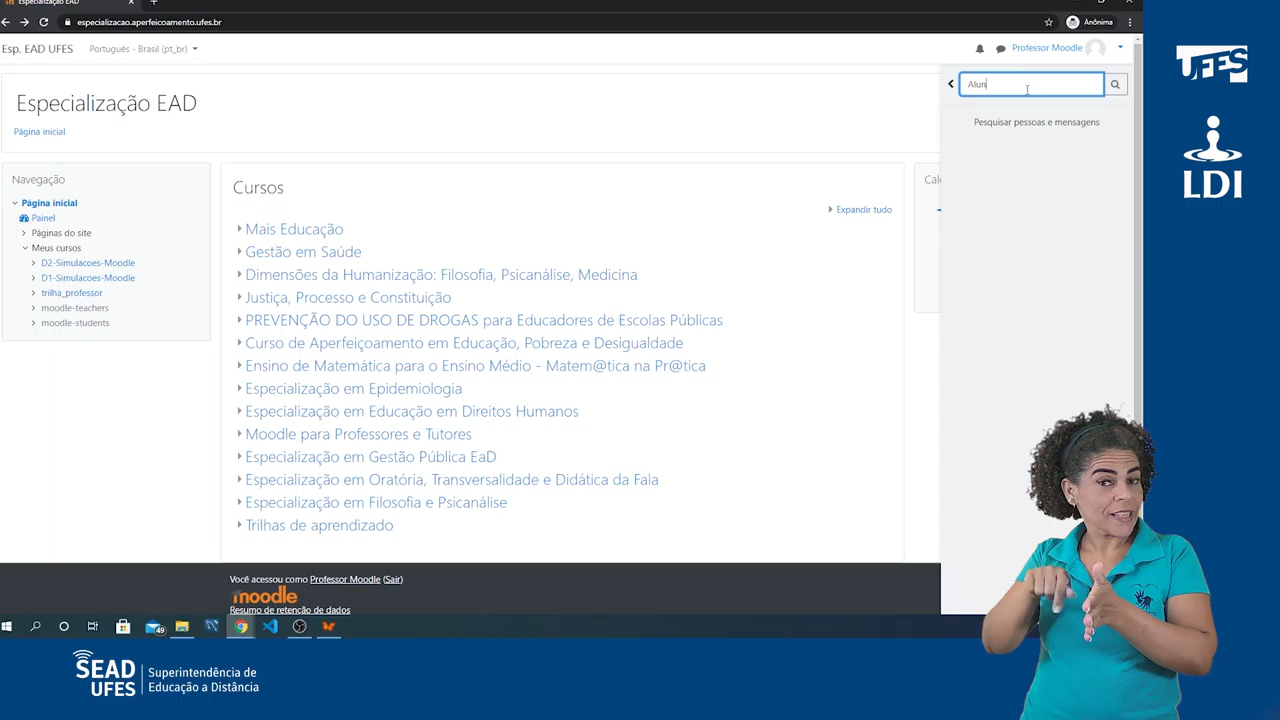 Especialização EAD
especializacao.aperfeicoamento.ufes.br
Anônima
Esp. EAD UFES
Português - Brasil (pt_br)
Professor Moodle
Alun
Pesquisar pessoas e mensagens
Especialização EAD
Página inicial
Navegação
Página inicial
Painel
Páginas do site
Meus cursos
D2-Simulacoes-Moodle
D1-Simulacoes-Moodle
trilha_professor
moodle-teachers
moodle-students
Cursos
Expandir tudo
Mais Educação
Gestão em Saúde
Dimensões da Humanização: Filosofia, Psicanálise, Medicina
Justiça, Processo e Constituição
PREVENÇÃO DO USO DE DROGAS para Educadores de Escolas Públicas
Curso de Aperfeiçoamento em Educação, Pobreza e Desigualdade
Ensino de Matemática para o Ensino Médio - Matem@tica na Pr@tica
Especialização em Epidemiologia
Especialização em Educação em Direitos Humanos
Moodle para Professores e Tutores
Especialização em Gestão Pública EaD
Especialização em Oratória, Transversalidade e Didática da Fala
Especialização em Filosofia e Psicanálise
Trilhas de aprendizado
Cale
Você acessou como Professor Moodle (Sair)
moodle
Resumo de retenção de dados
49
UFES
LDI
SEAD
UFES
Superintendência de
Educação a Distância